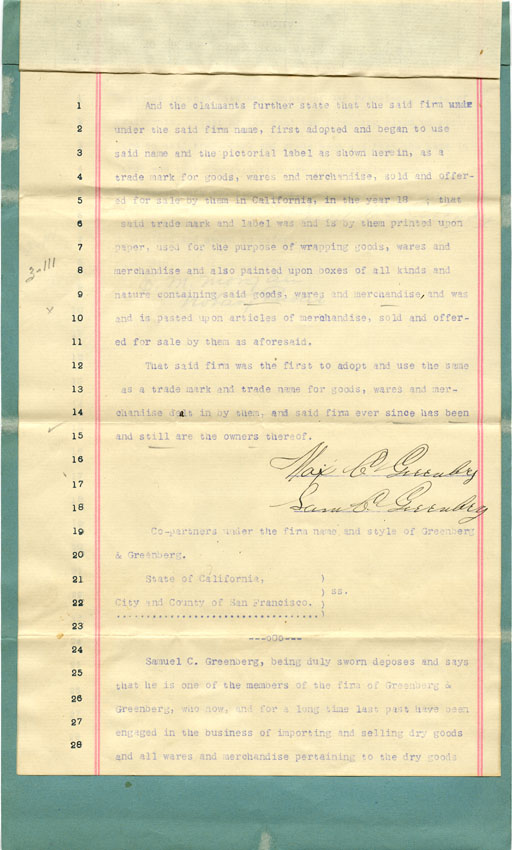 1 And the claimants further state that the said firm undr
2 under the said firm name, first adopted and began to use
3 said name and the pictorial label as shown herein, as a
4 trade mark for goods, wares and merchandise, sold and offer-
5 ed for sale by them in California, in the year 18 ; that
6 said trade mark and label was and is by them printed upon
7 paper, used for the purpose of wrapping goods, wares and
8 merchandise and also painted upon boxes of all kinds and
3-111
9 nature containing said goods, wares and merchandise, and was
10 and is pasted upon articles of merchandise, sold and offer-
x
11 ed for sale by them as aforesaid.
12 That said firm was the first to adopt and use the same
13 as a trade mark and trade name for goods, wares and mer-
14 chandise dealt in by them, and said firm ever since has been
15 and still are the owners thereof.
16 Max C Greenberg
17
18 Sam C Greenberg
19 Co-partners under the firm name and style of Greenberg
20 & Greenberg.
21 State of California, )
) ss.
22 City and County of San Francisco. )
.................................)
23
---oOo---
24
Samuel C. Greenberg, being duly sworn deposes and says
25 that he is one of the members of the firm of Greenberg &
26 Greenberg, who now, and for a long time last past have been
27 engaged in the business of importing and selling dry goods
28 and all wares and merchandise pertaining to the dry goods